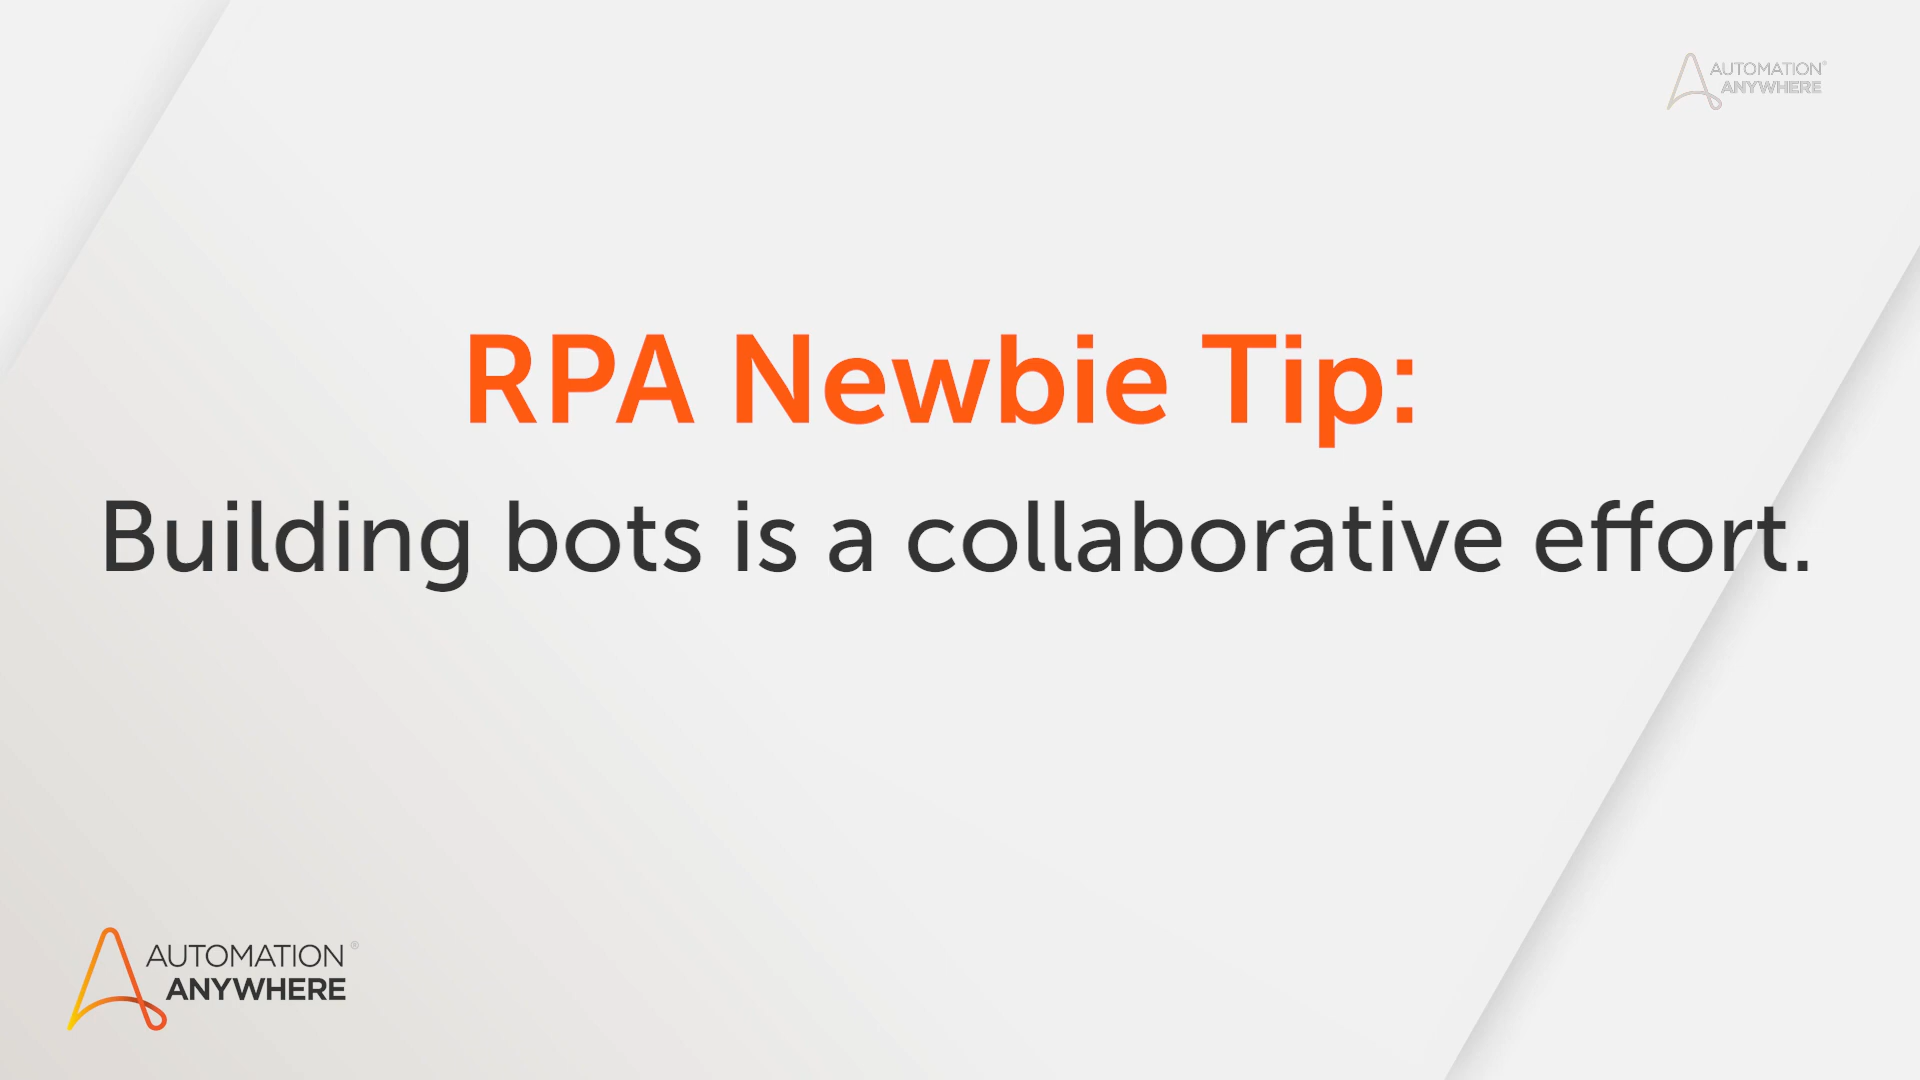 AUTOMATION®
ANYWHERE
RPA Newbie Tip:
Building bots is a collaborative effort.
AUTOMATION®
ANYWHERE